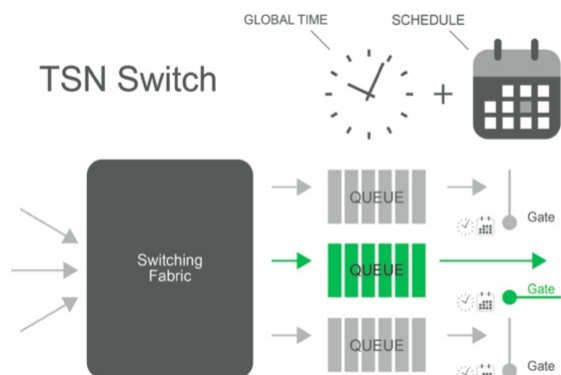 GLOBAL TIME
SCHEDULE
TSN Switch
Switching
Fabric
QUEUE
Gate
QUEUE
Gate
QUEUE
Gate